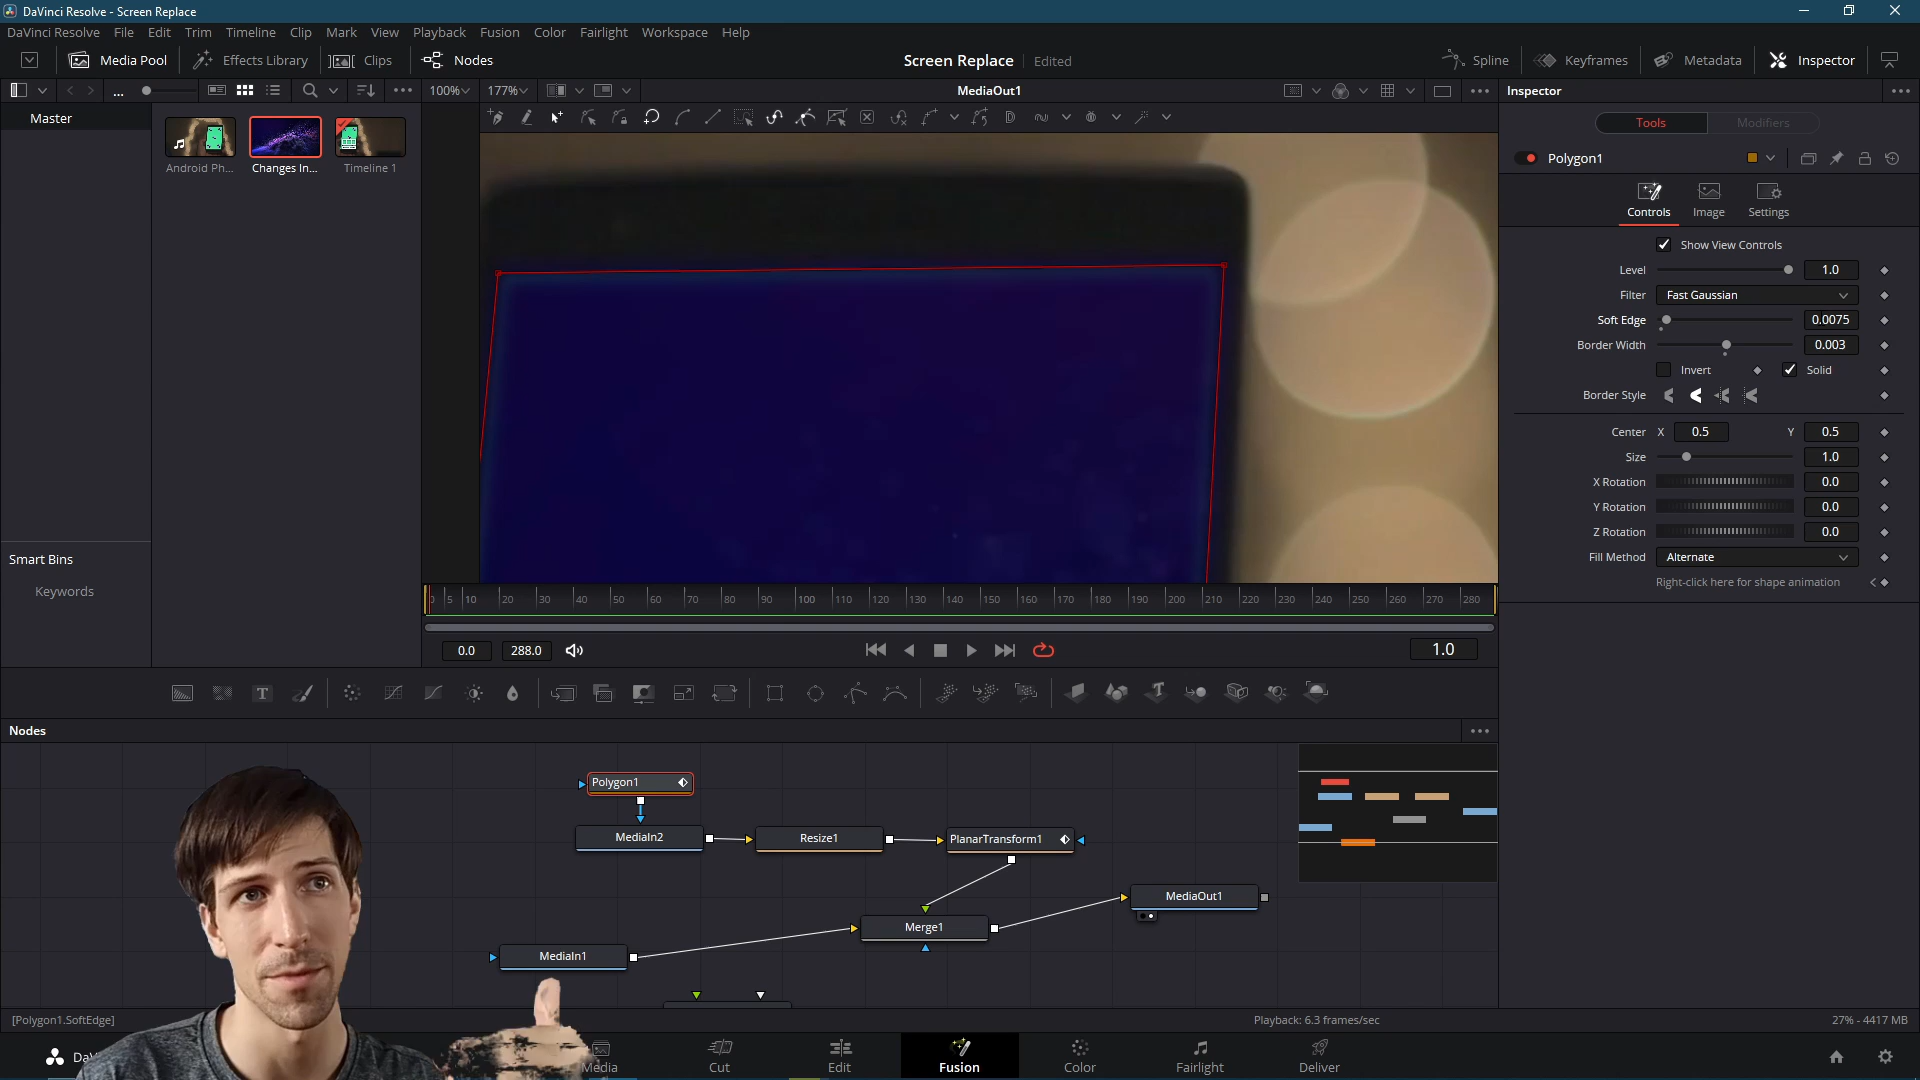 DaVinci Resolve - Screen Replace
DaVinci Resolve File Edit Trim Timeline Clip Mark View Playback Fusion Color Fairlight Workspace Help
Media Pool Effects Library Clips Nodes Screen Replace Edited Spline Keyframes Metadata Inspector
... 100% 177% MediaOut1 Inspector
Master
Android Ph... Changes In... Timeline 1
Smart Bins
Keywords
Tools Modifiers
Polygon1
Controls Image Settings
Show View Controls
Level 1.0
Filter Fast Gaussian
Soft Edge 0.0075
Border Width 0.003
Invert Solid
Border Style
Center X 0.5 Y 0.5
Size 1.0
X Rotation 0.0
Y Rotation 0.0
Z Rotation 0.0
Fill Method Alternate
Right-click here for shape animation
5 10 20 30 40 50 60 70 80 90 100 110 120 130 140 150 160 170 180 190 200 210 220 230 240 250 260 270 280
0.0 288.0 1.0
T T
Nodes
Polygon1
MediaIn2 Resize1 PlanarTransform1
MediaOut1
Merge1
MediaIn1
[Polygon1.SoftEdge] Playback: 6.3 frames/sec 27% - 4417 MB
Media Cut Edit Fusion Color Fairlight Deliver